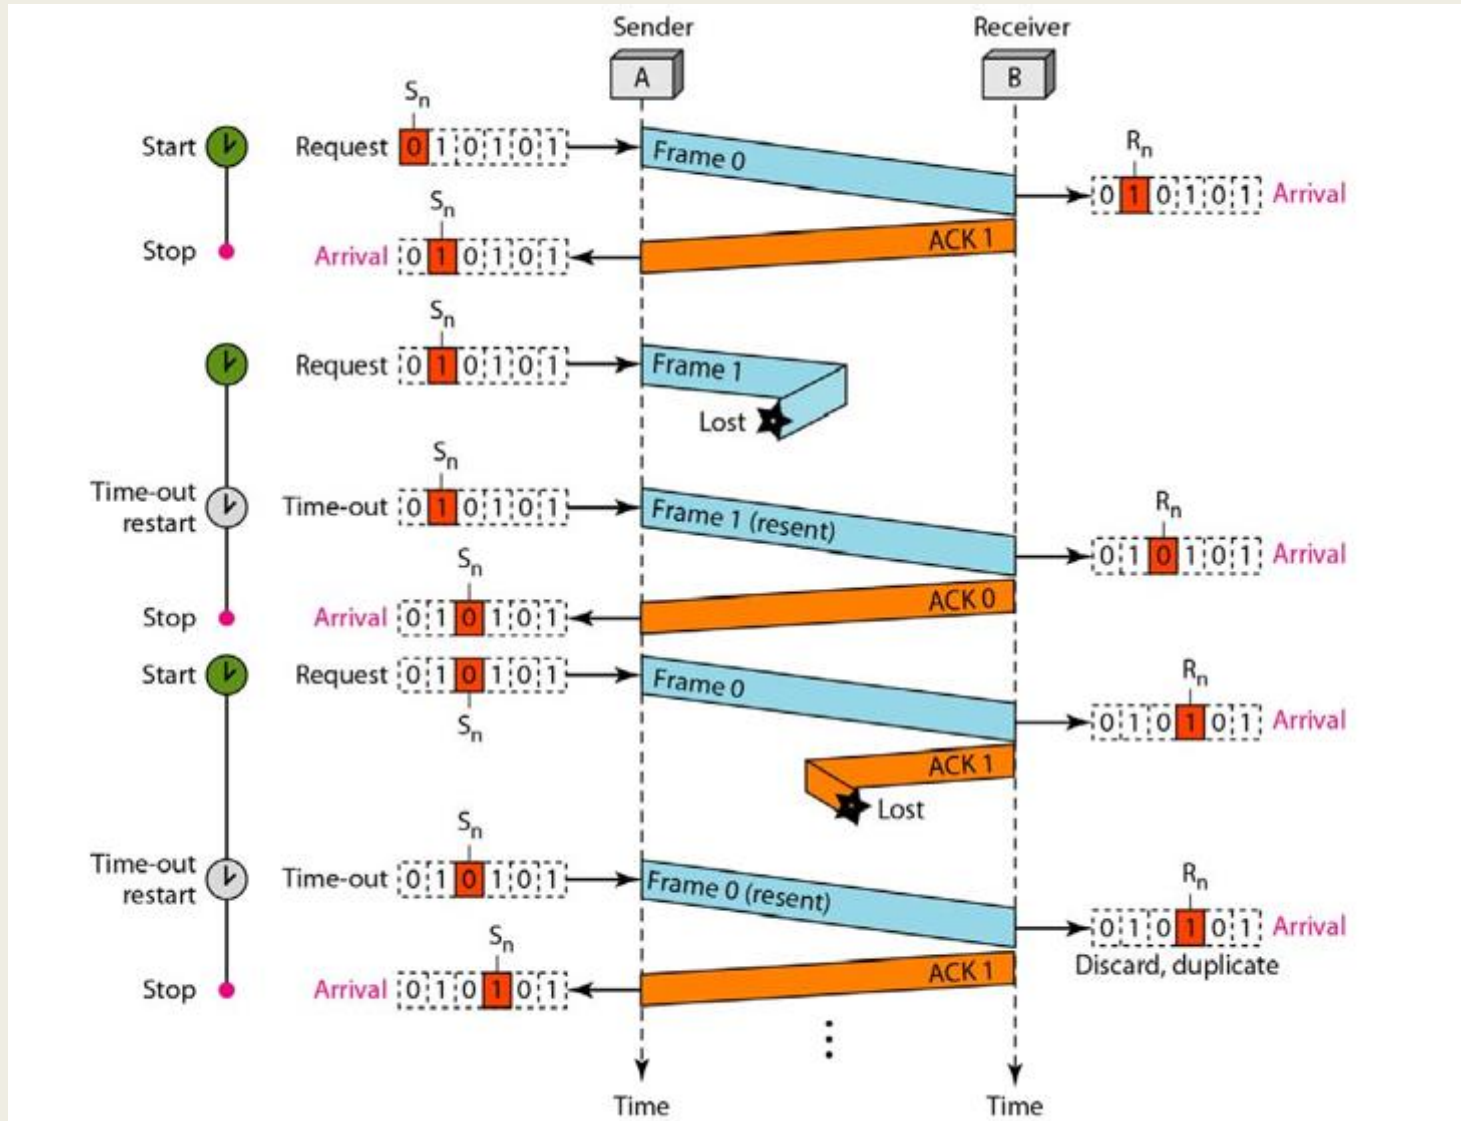 Sender
Receiver
A
B
Sn
Start
Request
0 1 0 1 0 1
Frame 0
Rn
0 1 0 1 0 1
Arrival
Sn
Stop
Arrival
0 1 0 1 0 1
ACK 1
Sn
Request
0 1 0 1 0 1
Frame 1
Lost
Sn
Time-out
restart
Time-out
0 1 0 1 0 1
Frame 1 (resent)
Rn
0 1 0 1 0 1
Arrival
Sn
Stop
Arrival
0 1 0 1 0 1
ACK 0
Start
Request
0 1 0 1 0 1
Sn
Frame 0
Rn
0 1 0 1 0 1
Arrival
ACK 1
Lost
Sn
Time-out
restart
Time-out
0 1 0 1 0 1
Frame 0 (resent)
Rn
0 1 0 1 0 1
Arrival
Discard, duplicate
Sn
Stop
Arrival
0 1 0 1 0 1
ACK 1
Time
Time